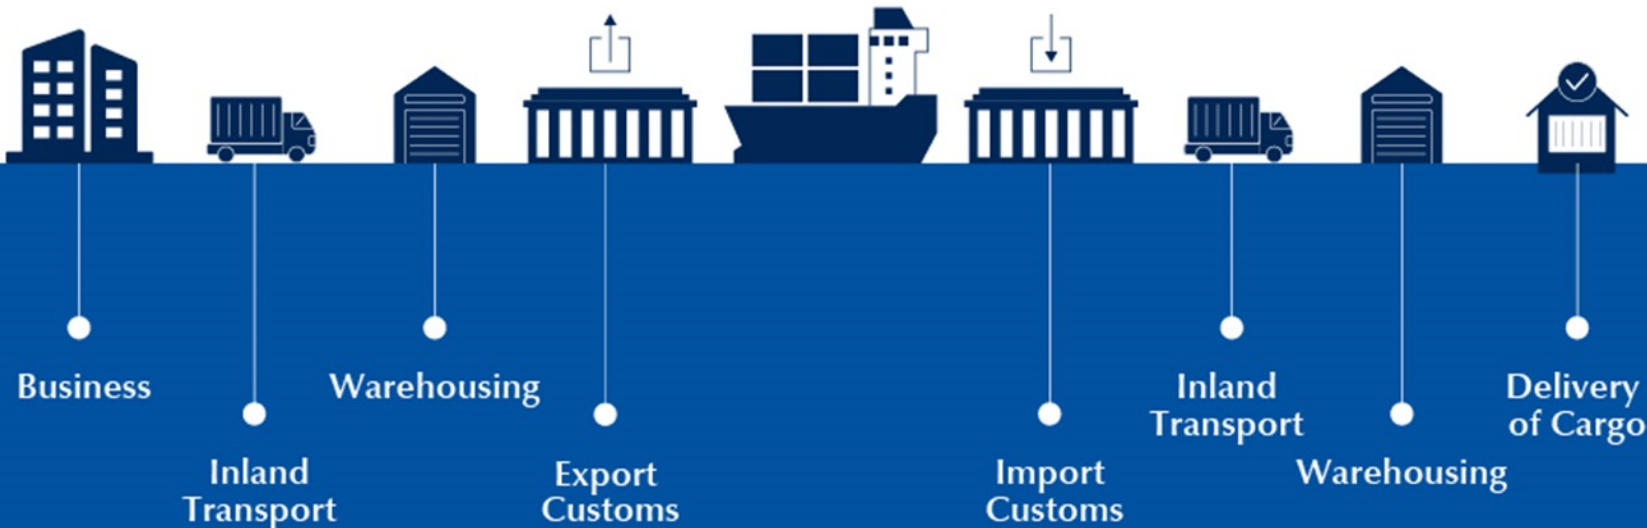 Business
Inland
Transport
Warehousing
Export
Customs
Import
Customs
Inland
Transport
Warehousing
Delivery
of Cargo